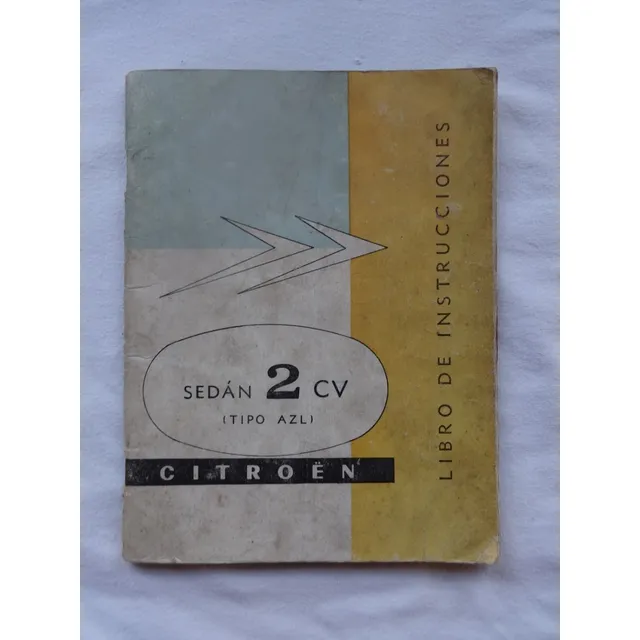 SEDÁN 2 CV
(TIPO AZL)
CITROËN
LIBRO DE INSTRUCCIONES